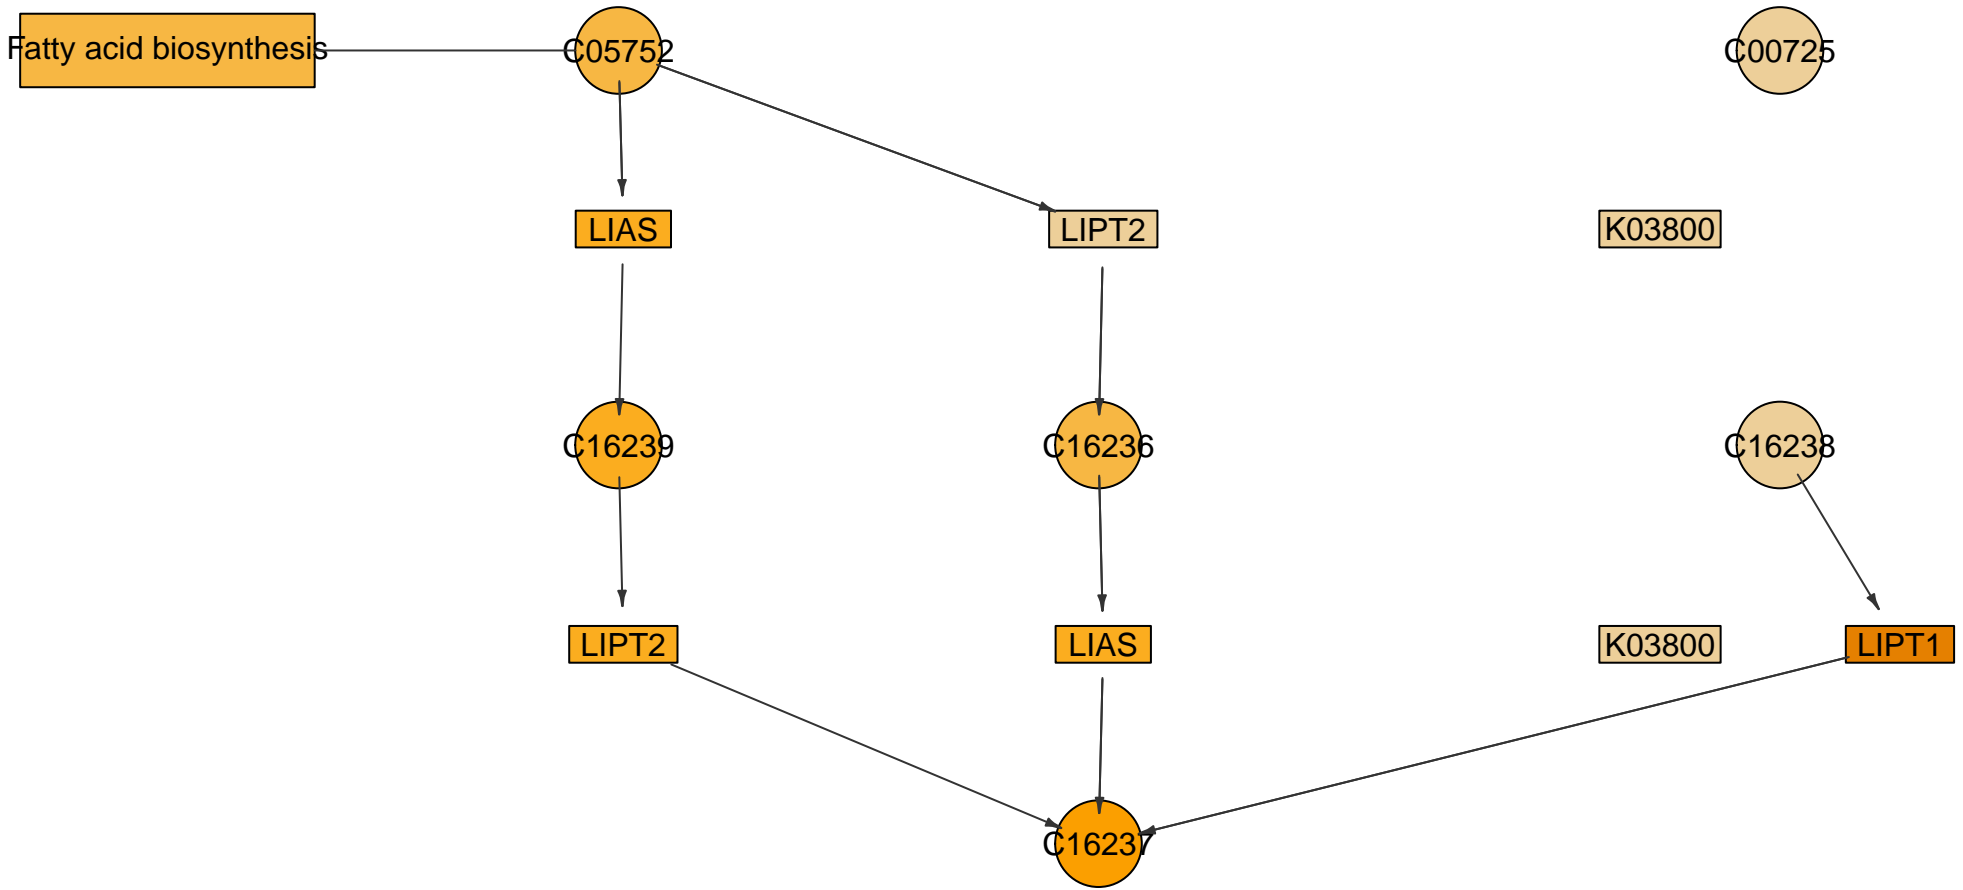 Fatty acid biosynthesis
C05752
C00725
LIAS
LIPT2
K03800
C16239
C16236
C16238
LIPT2
LIAS
K03800
LIPT1
C16237